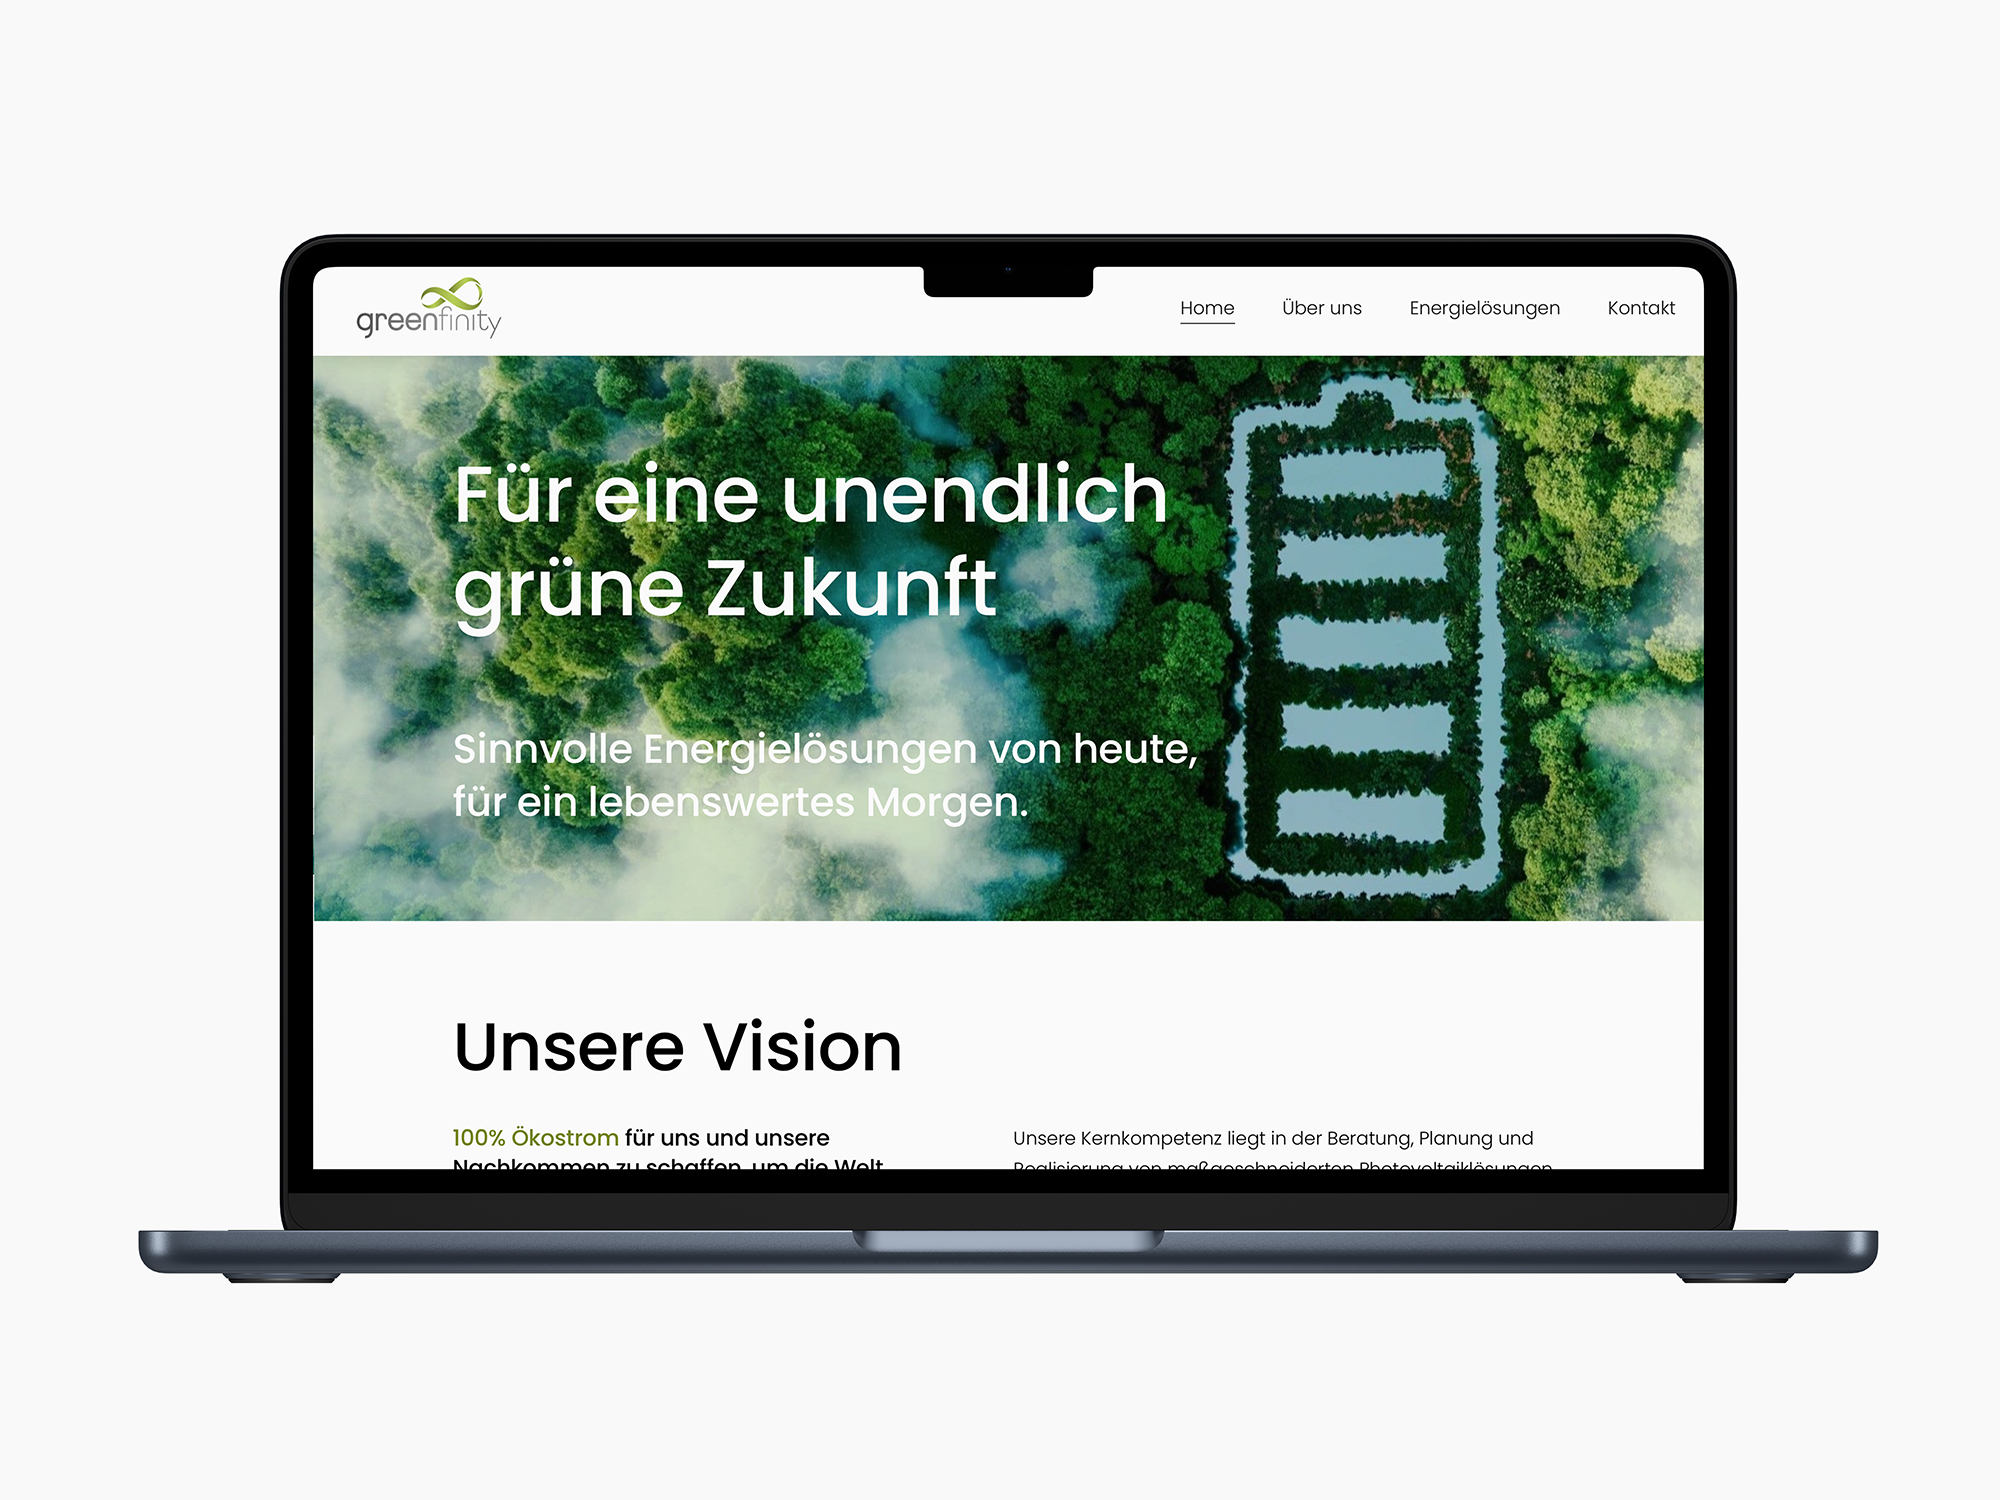 greenfinity
Home Über uns Energielösungen Kontakt
Für eine unendlich
grüne Zukunft
Sinnvolle Energielösungen von heute,
für ein lebenswertes Morgen.
Unsere Vision
100% Ökostrom für uns und unsere
Nachkommen zu schaffen, um die Welt
Unsere Kernkompetenz liegt in der Beratung, Planung und
Realisierung von maßgeschneiderten Photovoltaiklösungen